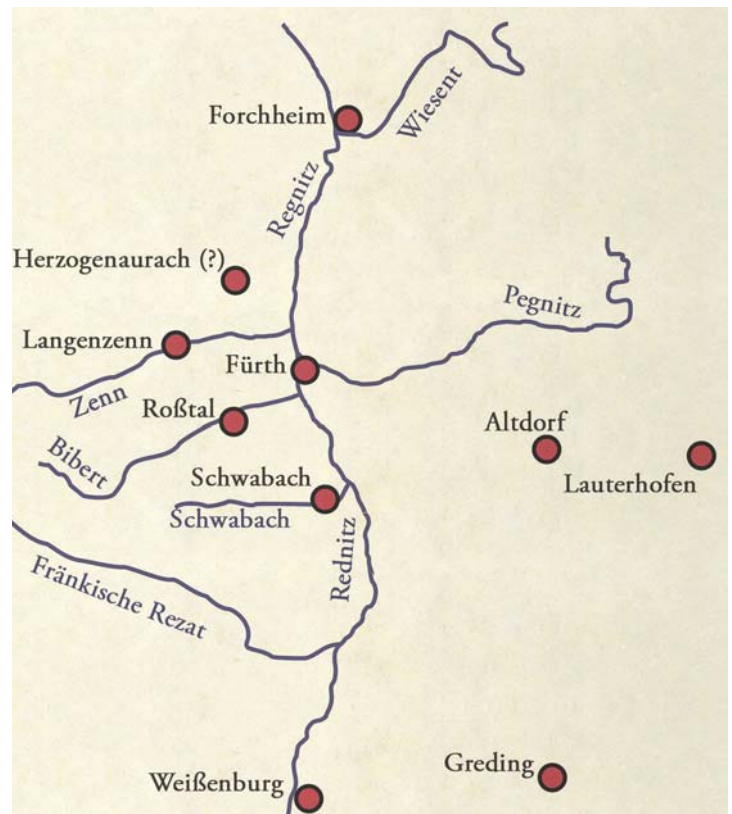 Forchheim
Wiesent
Regnitz
Herzogenaurach (?)
Pegnitz
Langenzenn
Fürth
Zenn
Roßtal
Altdorf
Bibert
Schwabach
Lauterhofen
Schwabach
Rednitz
Fränkische Rezat
Greding
Weißenburg